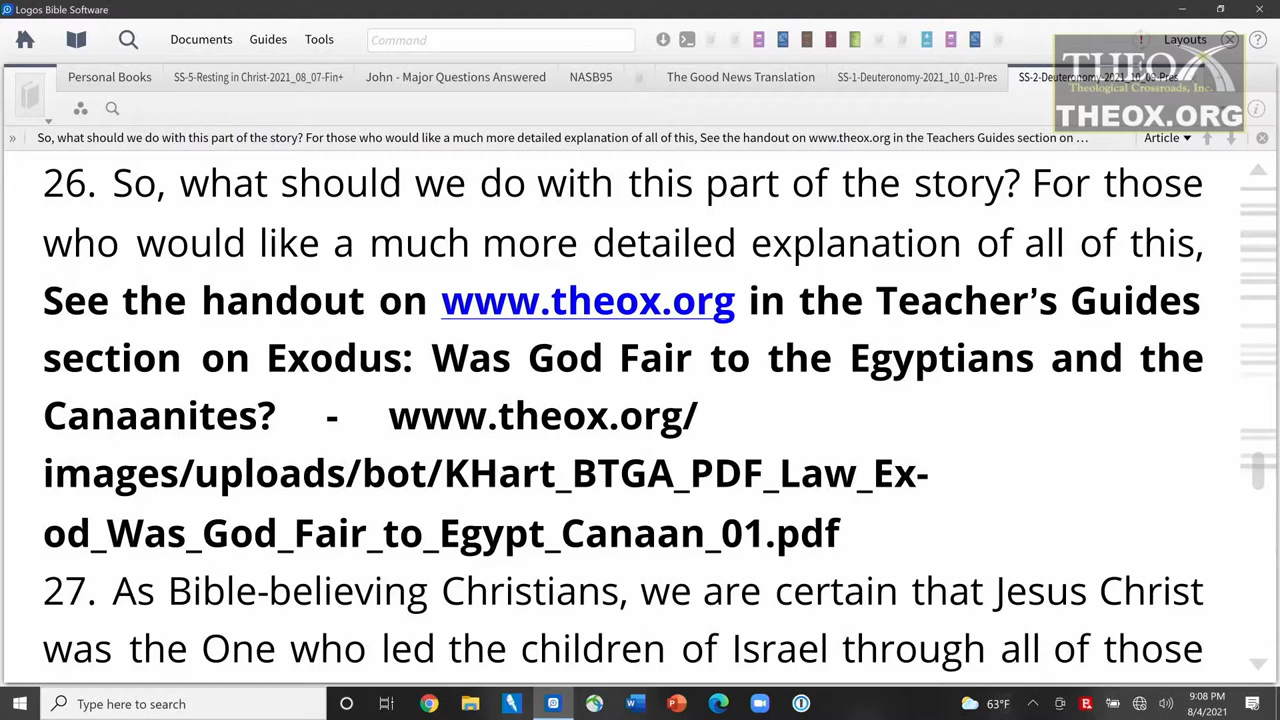 Logos Bible Software
Documents Guides Tools Command Layouts
THEOX
Theological Crossroads, Inc.
THEOX.ORG
Personal Books SS-5-Resting in Christ-2021_08_07-Fin+ John - Major Questions Answered NASB95 The Good News Translation SS-1-Deuteronomy-2021_10_01-Pres
So, what should we do with this part of the story? For those who would like a much more detailed explanation of all of this, See the handout on www.theox.org in the Teachers Guides section on … Article
26. So, what should we do with this part of the story? For those
who would like a much more detailed explanation of all of this,
See the handout on www.theox.org in the Teacher’s Guides
section on Exodus: Was God Fair to the Egyptians and the
Canaanites? - www.theox.org/
images/uploads/bot/KHart_BTGA_PDF_Law_Ex-
od_Was_God_Fair_to_Egypt_Canaan_01.pdf
27. As Bible-believing Christians, we are certain that Jesus Christ
was the One who led the children of Israel through all of those
Type here to search 63°F 9:08 PM
8/4/2021